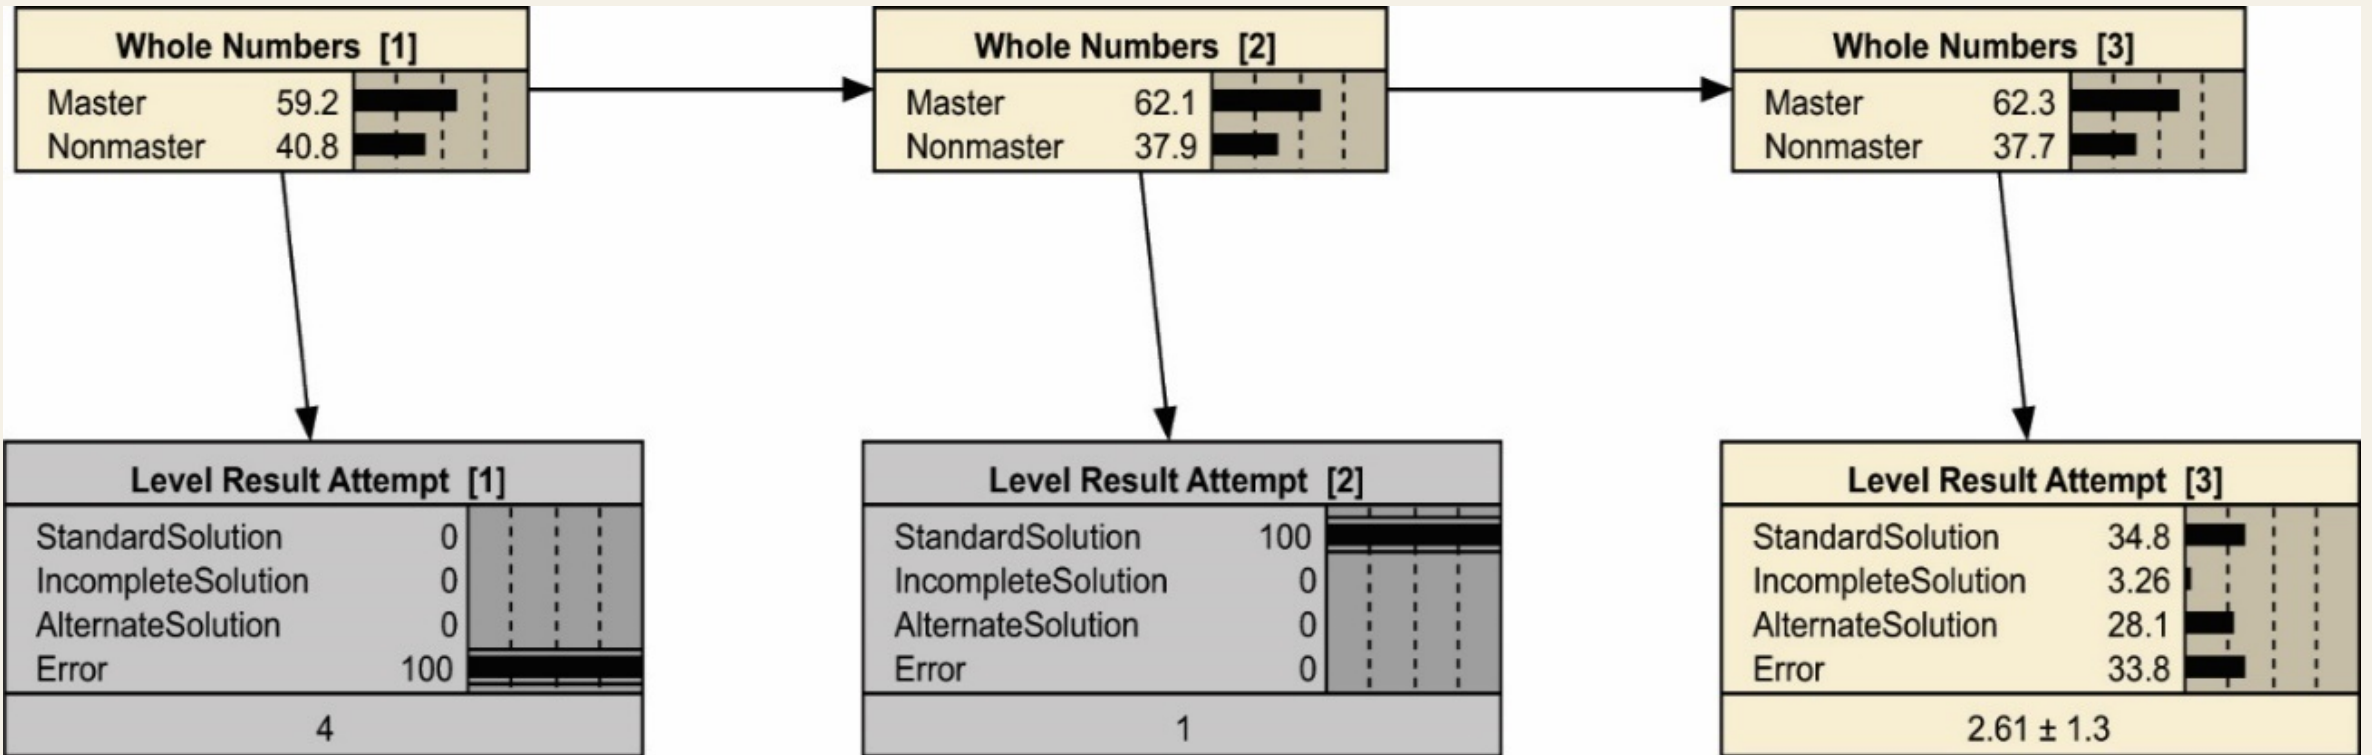 Whole Numbers [1]
Master 59.2
Nonmaster 40.8
Whole Numbers [2]
Master 62.1
Nonmaster 37.9
Whole Numbers [3]
Master 62.3
Nonmaster 37.7
Level Result Attempt [1]
StandardSolution 0
IncompleteSolution 0
AlternateSolution 0
Error 100
4
Level Result Attempt [2]
StandardSolution 100
IncompleteSolution 0
AlternateSolution 0
Error 0
1
Level Result Attempt [3]
StandardSolution 34.8
IncompleteSolution 3.26
AlternateSolution 28.1
Error 33.8
2.61 ± 1.3